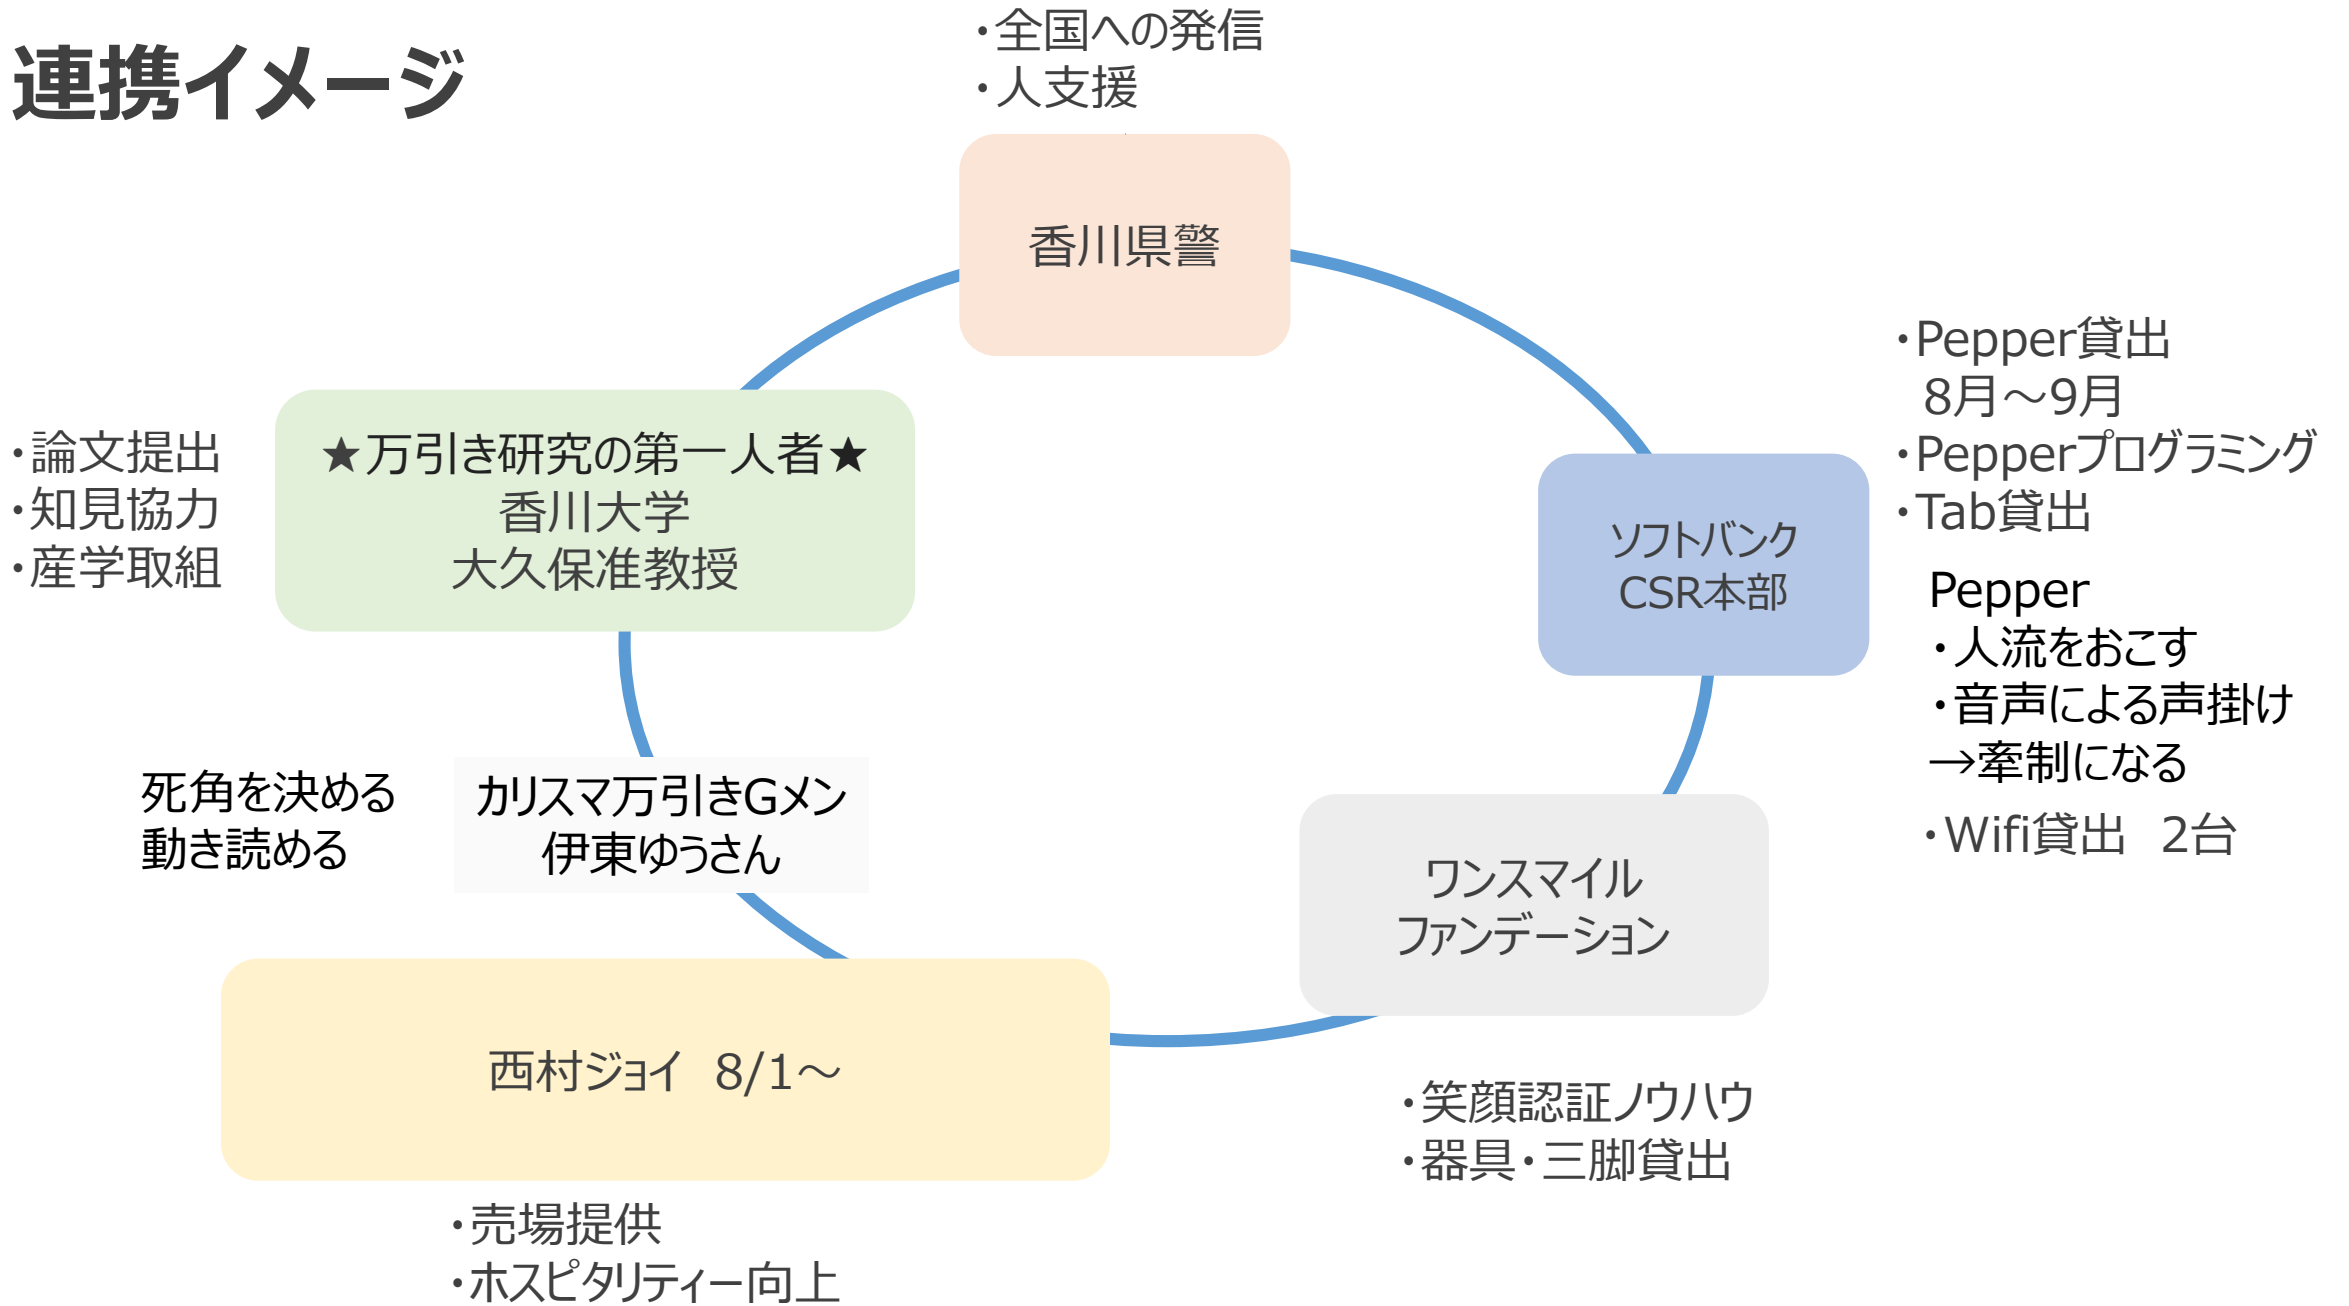 連携イメージ
・全国への発信
・人支援
香川県警
・論文提出
・知見協力
・産学取組
★万引き研究の第一人者★
香川大学
大久保准教授
・Pepper貸出
8月～9月
・Pepperプログラミング
・Tab貸出
ソフトバンク
CSR本部
Pepper
・人流をおこす
・音声による声掛け
→牽制になる
・Wifi貸出　2台
死角を決める
動き読める
カリスマ万引きGメン
伊東ゆうさん
ワンスマイル
ファンデーション
西村ジョイ　8/1～
・笑顔認証ノウハウ
・器具・三脚貸出
・売場提供
・ホスピタリティー向上